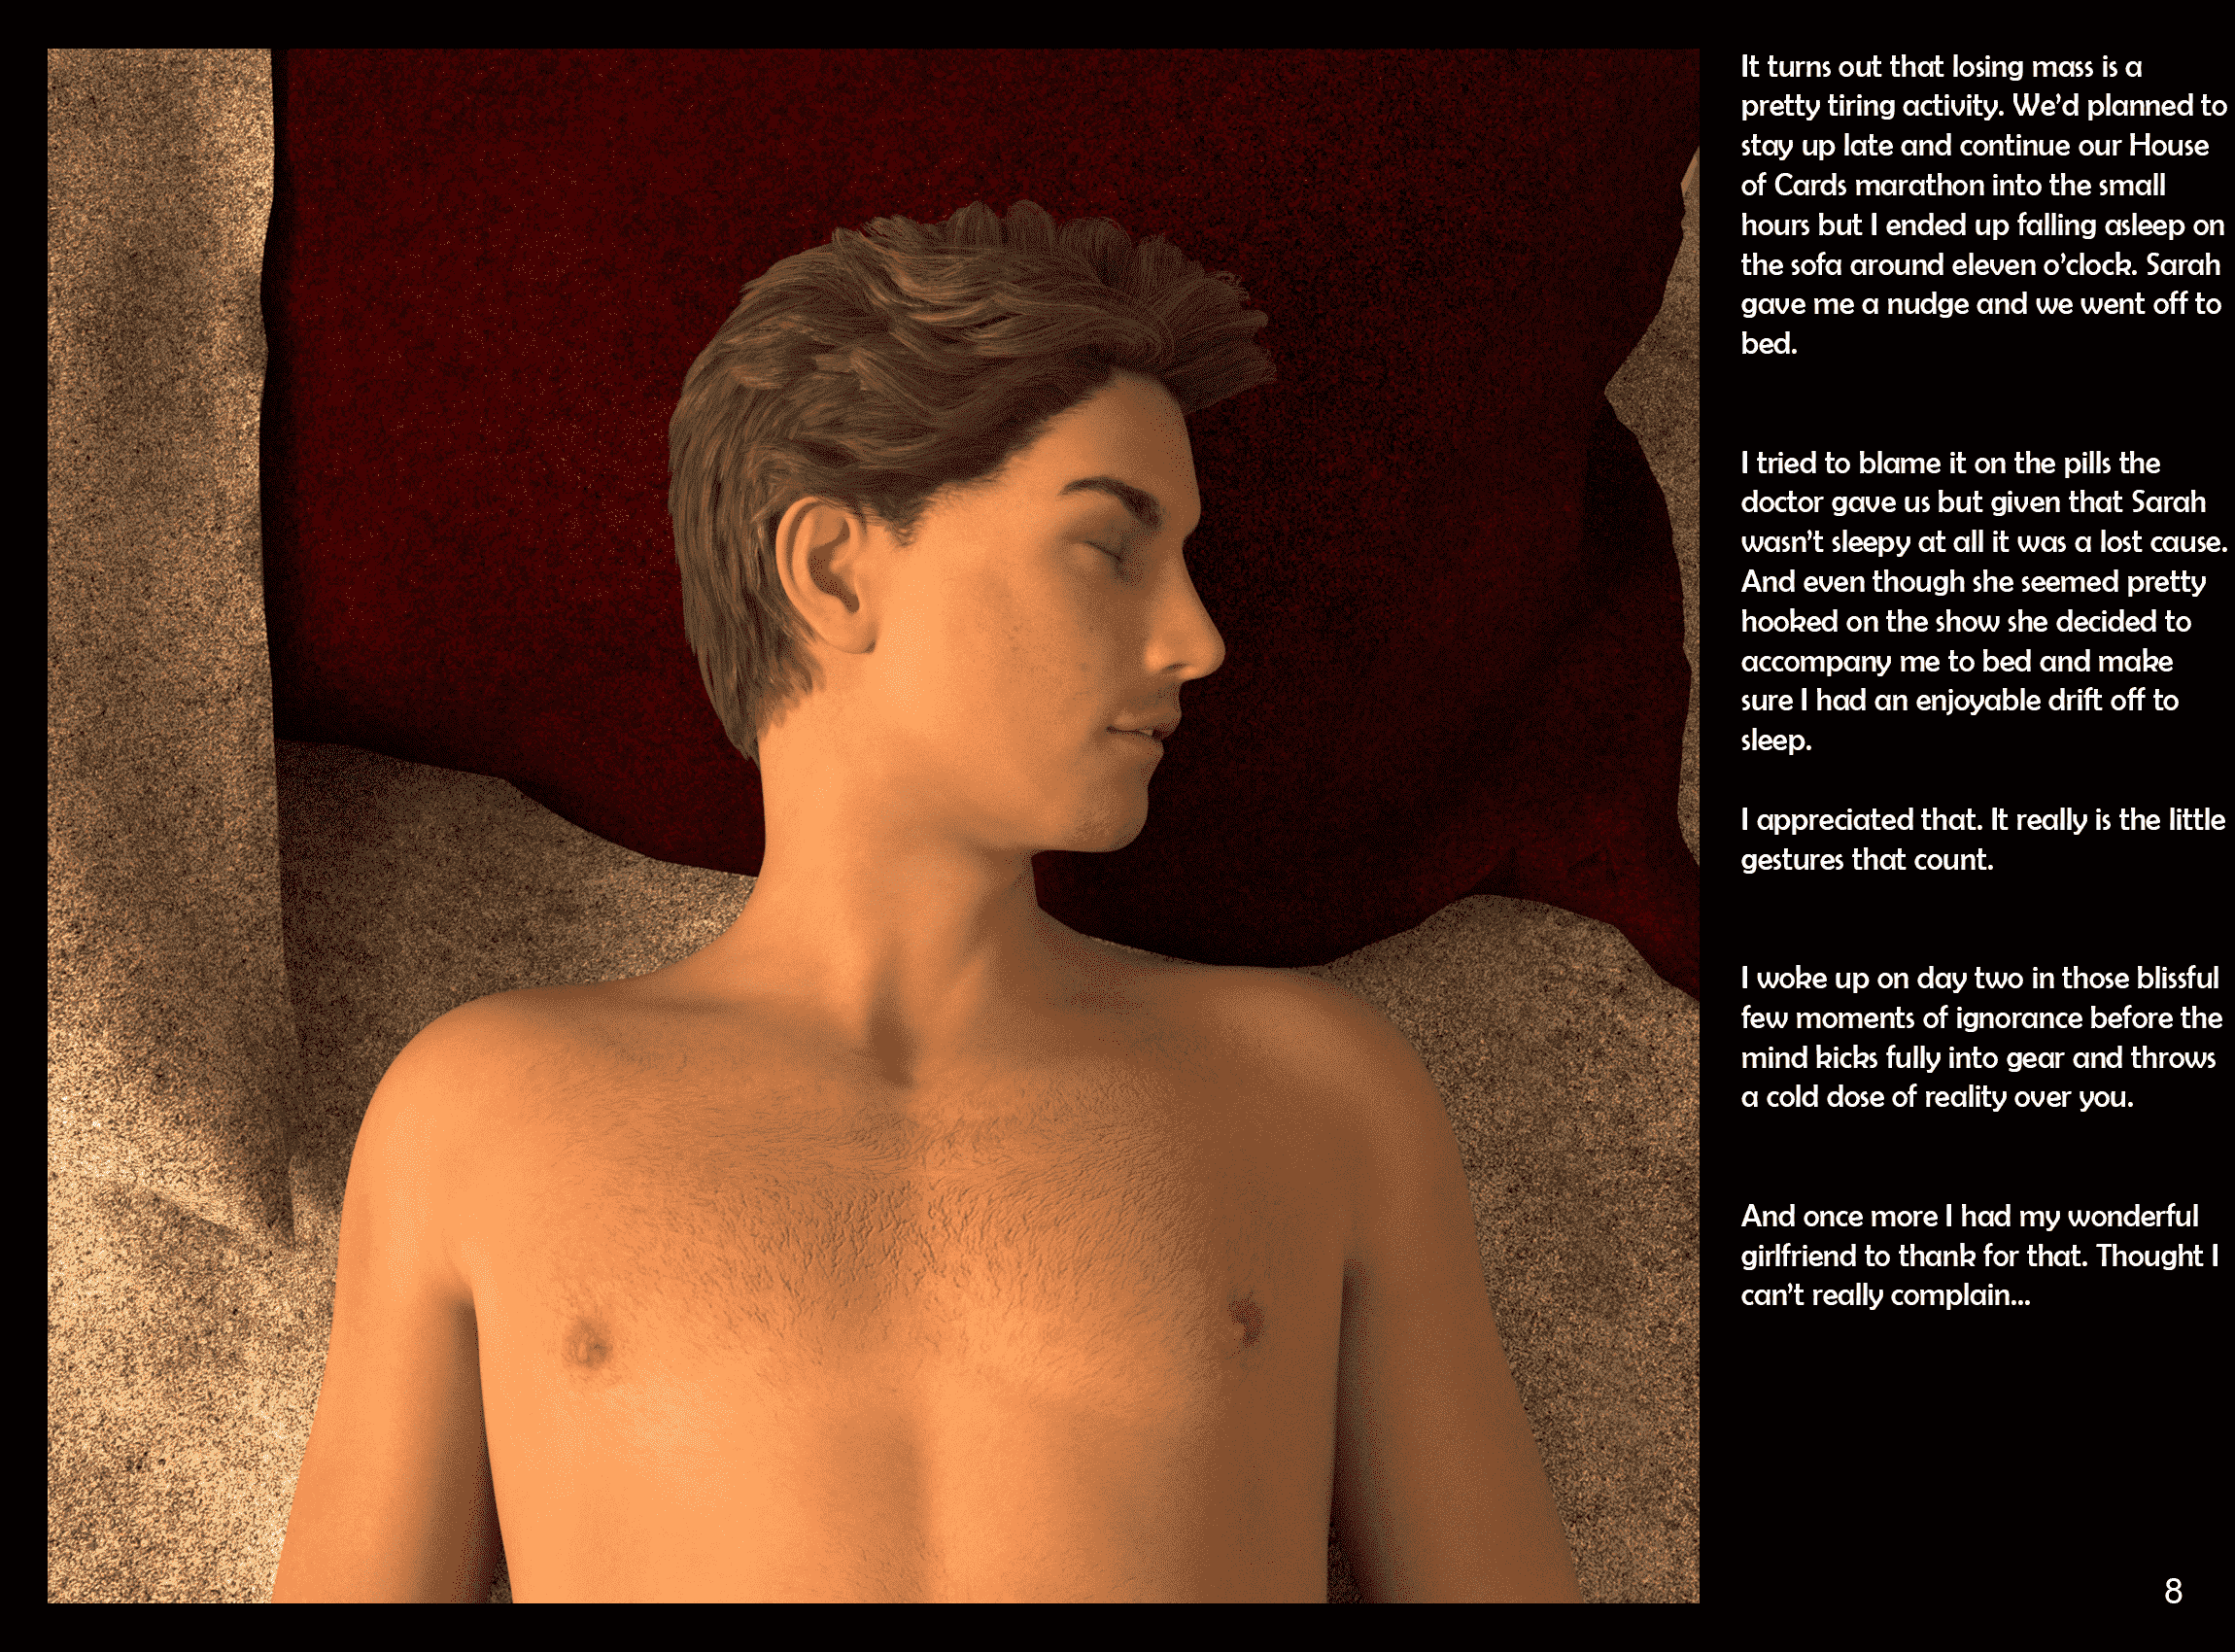 It turns out that losing mass is a
pretty tiring activity. We'd planned to
stay up late and continue our House
of Cards marathon into the small
hours but I ended up falling asleep on
the sofa around eleven o'clock. Sarah
gave me a nudge and we went off to
bed.
I tried to blame it on the pills the
doctor gave us but given that Sarah
wasn't sleepy at all it was a lost cause.
And even though she seemed pretty
hooked on the show she decided to
accompany me to bed and make
sure I had an enjoyable drift off to
sleep.
I appreciated that. It really is the little
gestures that count.
I woke up on day two in those blissful
few moments of ignorance before the
mind kicks fully into gear and throws
a cold dose of reality over you.
And once more I had my wonderful
girlfriend to thank for that. Thought I
can't really complain...
8